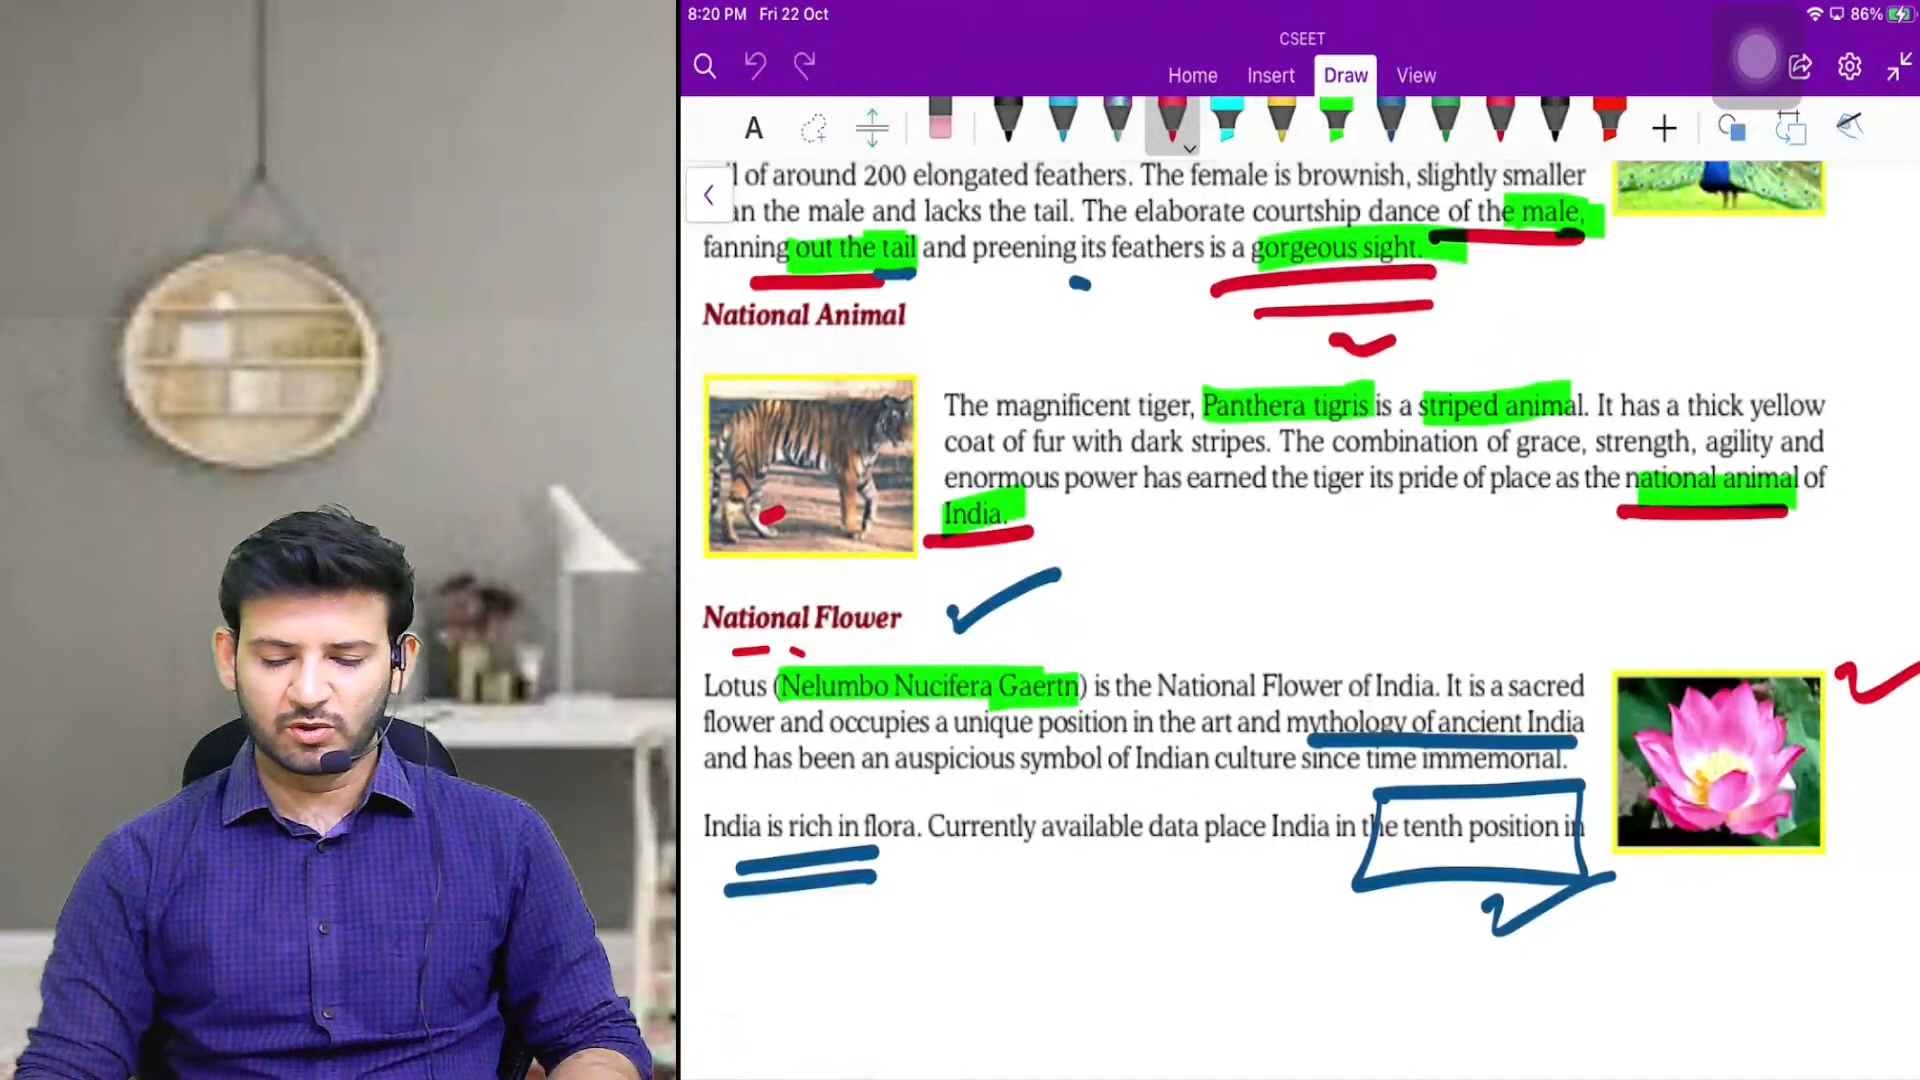 8:20 PM Fri 22 Oct
86%
CSEET
Home Insert Draw View
A
of around 200 elongated feathers. The female is brownish, slightly smaller
the male and lacks the tail. The elaborate courtship dance of the male,
fanning out the tail and preening its feathers is a gorgeous sight.
National Animal
The magnificent tiger, Panthera tigris is a striped animal. It has a thick yellow
coat of fur with dark stripes. The combination of grace, strength, agility and
enormous power has earned the tiger its pride of place as the national animal of
India.
National Flower
Lotus (Nelumbo Nucifera Gaertn) is the National Flower of India. It is a sacred
flower and occupies a unique position in the art and mythology of ancient India
and has been an auspicious symbol of Indian culture since time immemorial.
India is rich in flora. Currently available data place India in the tenth position in